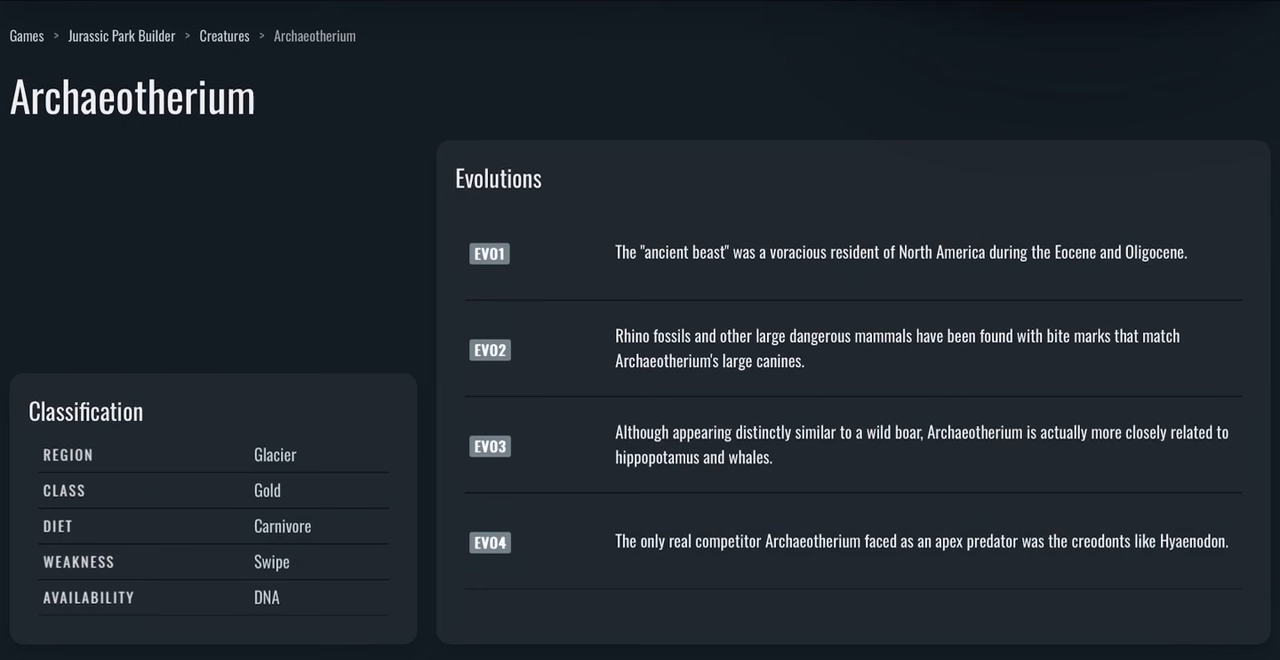 Games > Jurassic Park Builder > Creatures > Archaeotherium
Archaeotherium
Evolutions
EVO1
The "ancient beast" was a voracious resident of North America during the Eocene and Oligocene.
EVO2
Rhino fossils and other large dangerous mammals have been found with bite marks that match
Archaeotherium's large canines.
EVO3
Although appearing distinctly similar to a wild boar, Archaeotherium is actually more closely related to
hippopotamus and whales.
EVO4
The only real competitor Archaeotherium faced as an apex predator was the creodonts like Hyaenodon.
Classification
REGION Glacier
CLASS Gold
DIET Carnivore
WEAKNESS Swipe
AVAILABILITY DNA